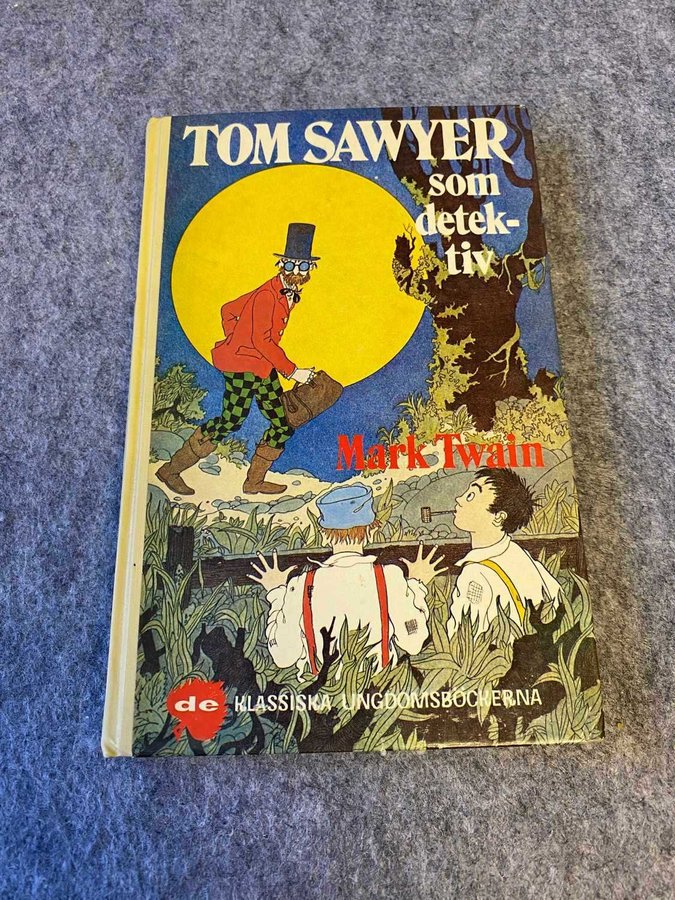 TOM SAWYER
som
detek-
tiv
Mark Twain
de KLASSISKA UNGDOMSBÖCKERNA